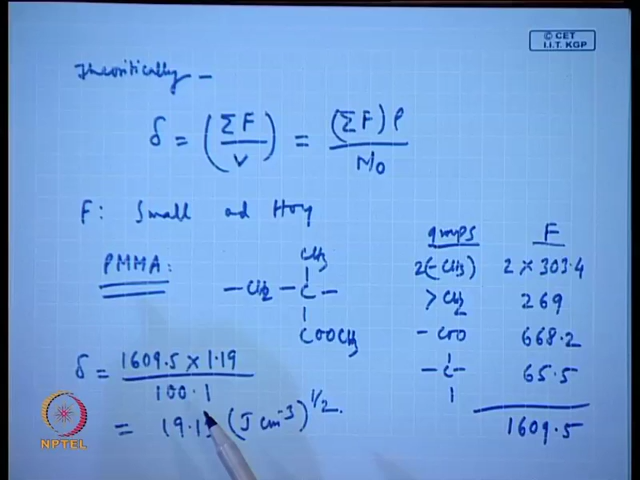 © CET
I.I.T. KGP
Theoritically –
δ = (ΣF / V) = (ΣF) ρ / M₀
F: Small and Hoy
groups F
PMMA:
CH₃
– CH₂ – C –
COOCH₃
2(–CH₃) 2 × 303.4
>CH₂ 269
– COO 668.2
– C – 65.5
1609.5
δ = 1609.5 × 1.19 / 100.1
= 19.13 (J cm⁻³)^1/2.
NPTEL